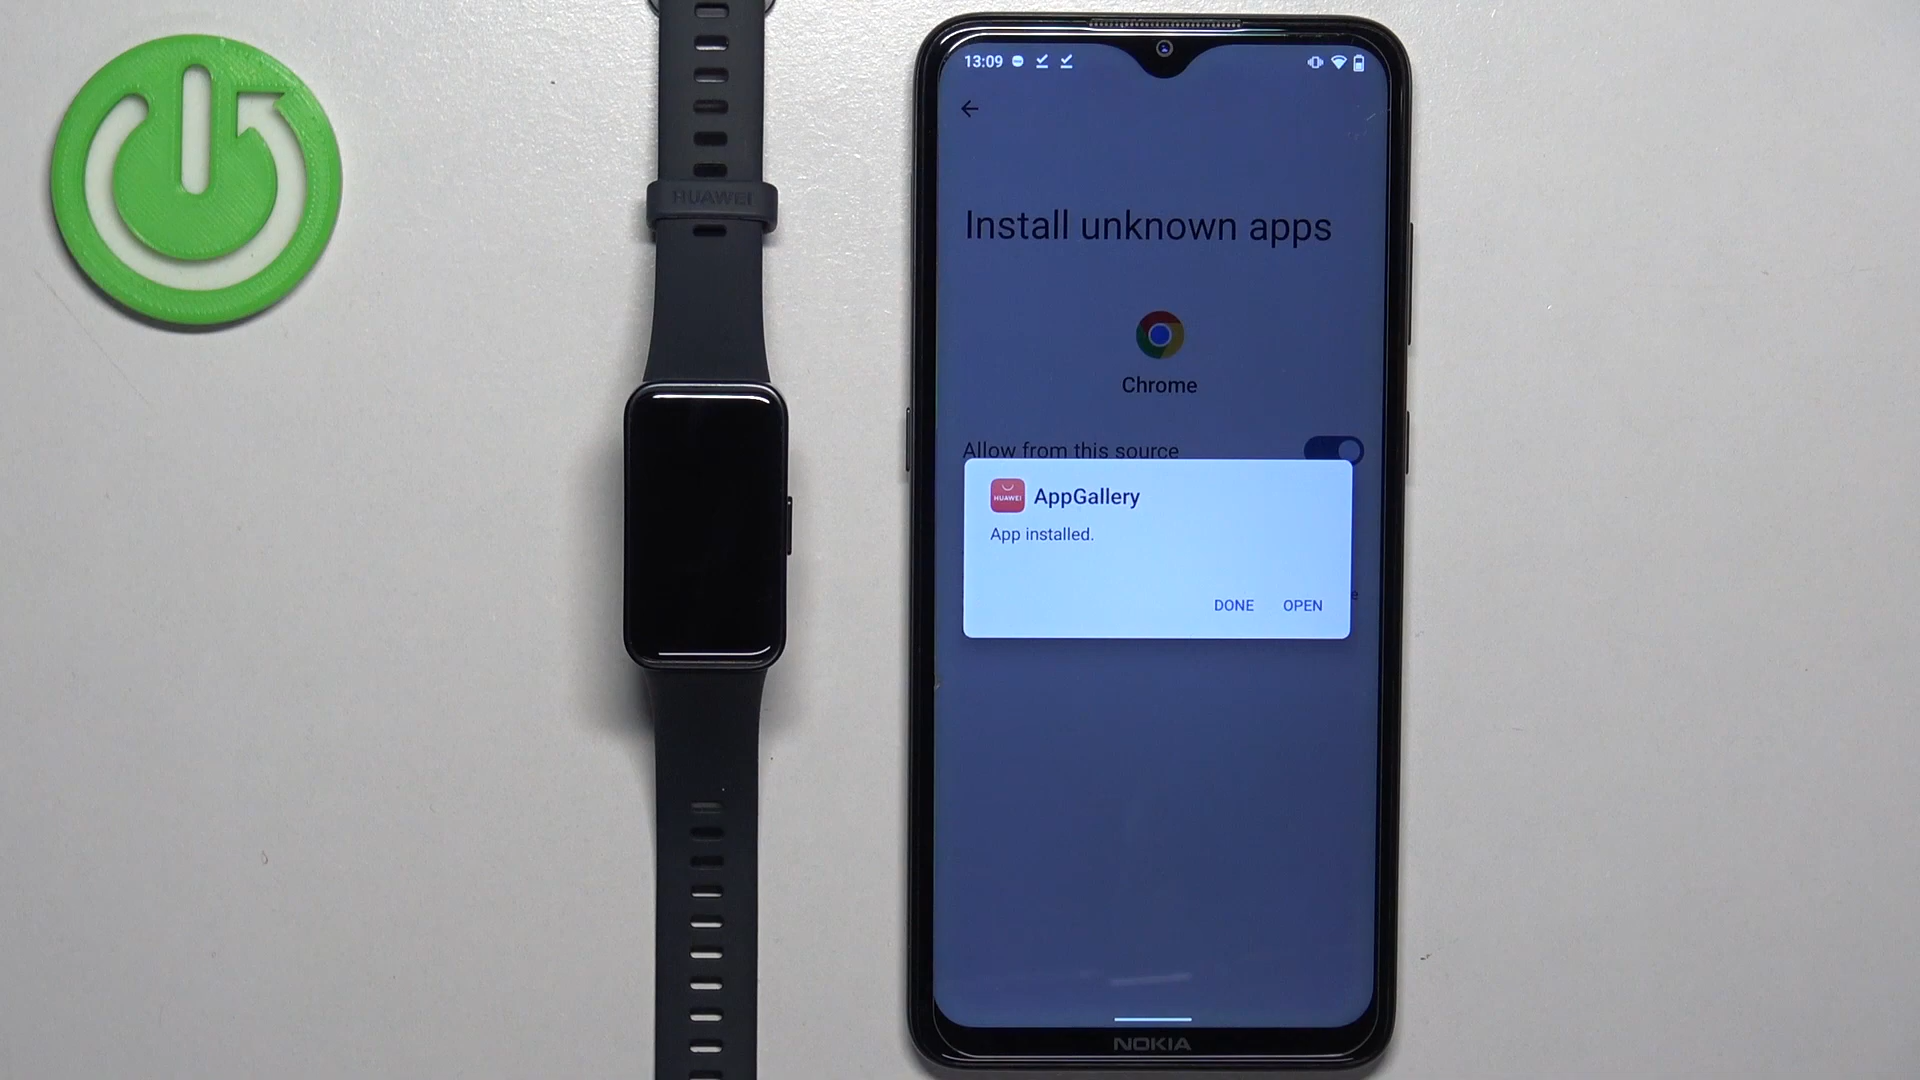 HUAWEI
13:09
Install unknown apps
Chrome
Allow from this source
HUAWEI
AppGallery
App installed.
DONE OPEN
e
NOKIA